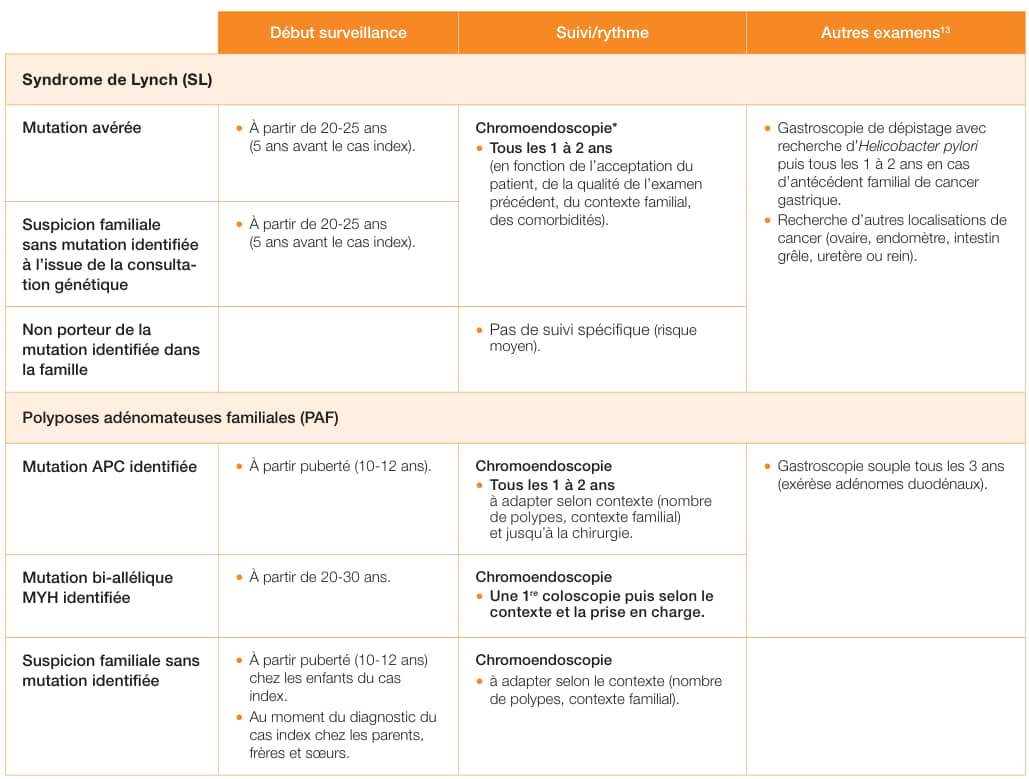 Début surveillance
Suivi/rythme
Autres examens¹³
Syndrome de Lynch (SL)
Mutation avérée
• À partir de 20-25 ans
(5 ans avant le cas index).
Chromoendoscopie*
• Tous les 1 à 2 ans
(en fonction de l'acceptation du
patient, de la qualité de l'examen
précédent, du contexte familial,
des comorbidités).
• Gastroscopie de dépistage avec
recherche d'Helicobacter pylori
puis tous les 1 à 2 ans en cas
d'antécédent familial de cancer
gastrique.
• Recherche d'autres localisations de
cancer (ovaire, endomètre, intestin
grêle, uretère ou rein).
Suspicion familiale
sans mutation identifiée
à l'issue de la consulta-
tion génétique
• À partir de 20-25 ans
(5 ans avant le cas index).
Non porteur de la
mutation identifiée dans
la famille
• Pas de suivi spécifique (risque
moyen).
Polyposes adénomateuses familiales (PAF)
Mutation APC identifiée
• À partir puberté (10-12 ans).
Chromoendoscopie
• Tous les 1 à 2 ans
à adapter selon contexte (nombre
de polypes, contexte familial)
et jusqu'à la chirurgie.
• Gastroscopie souple tous les 3 ans
(exérèse adénomes duodénaux).
Mutation bi-allélique
MYH identifiée
• À partir de 20-30 ans.
Chromoendoscopie
• Une 1re coloscopie puis selon le
contexte et la prise en charge.
Suspicion familiale sans
mutation identifiée
• À partir puberté (10-12 ans)
chez les enfants du cas
index.
• Au moment du diagnostic du
cas index chez les parents,
frères et sœurs.
Chromoendoscopie
• à adapter selon le contexte (nombre
de polypes, contexte familial).